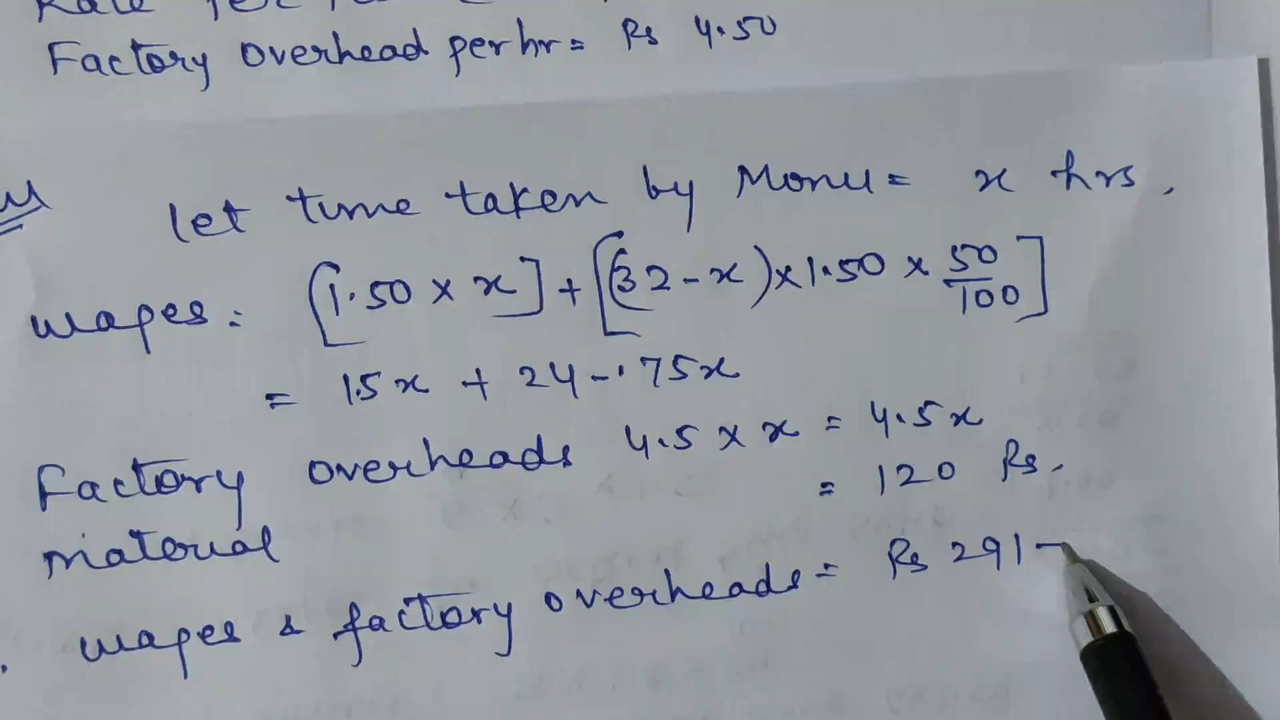 Factory overhead per hr = Rs 4.50
let time taken by Monu = x hrs.
wages = [1.50 × x] + [(32 - x) × 1.50 × 50/100]
= 1.5x + 24 - .75x
Factory overheads 4.5 × x = 4.5x
material = 120 Rs.
wages & factory overheads = Rs 291 -